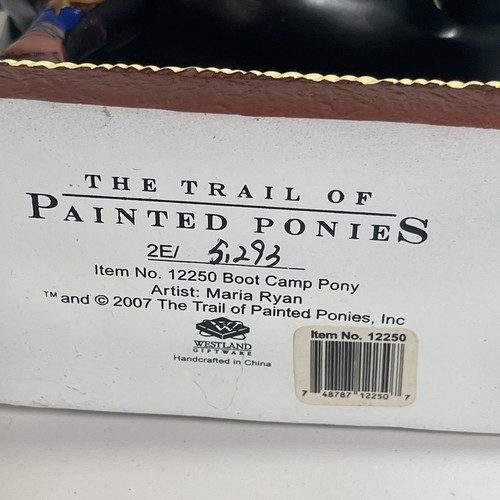 THE TRAIL OF
PAINTED PONIES
2E/ 5,293
Item No. 12250 Boot Camp Pony
Artist: Maria Ryan
™ and © 2007 The Trail of Painted Ponies, Inc
WESTLAND
GIFTWARE
Handcrafted in China
Item No. 12250
7 48787 12250 7